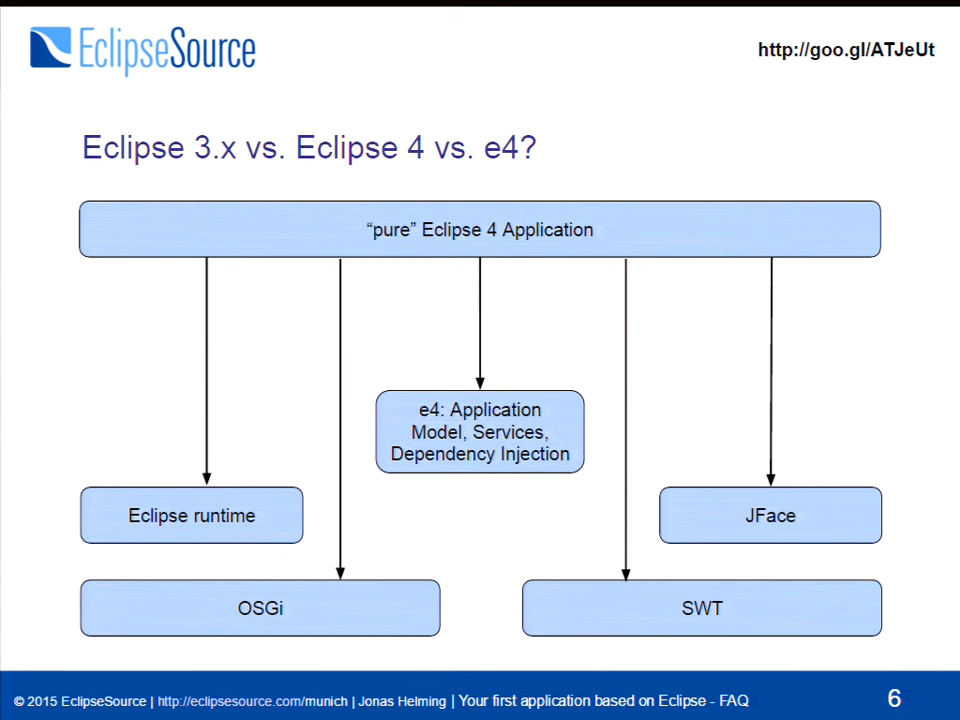 EclipseSource
http://goo.gl/ATJeUt
Eclipse 3.x vs. Eclipse 4 vs. e4?
“pure” Eclipse 4 Application
e4: Application
Model, Services,
Dependency Injection
Eclipse runtime
JFace
OSGi
SWT
© 2015 EclipseSource | http://eclipsesource.com/munich | Jonas Helming | Your first application based on Eclipse - FAQ
6